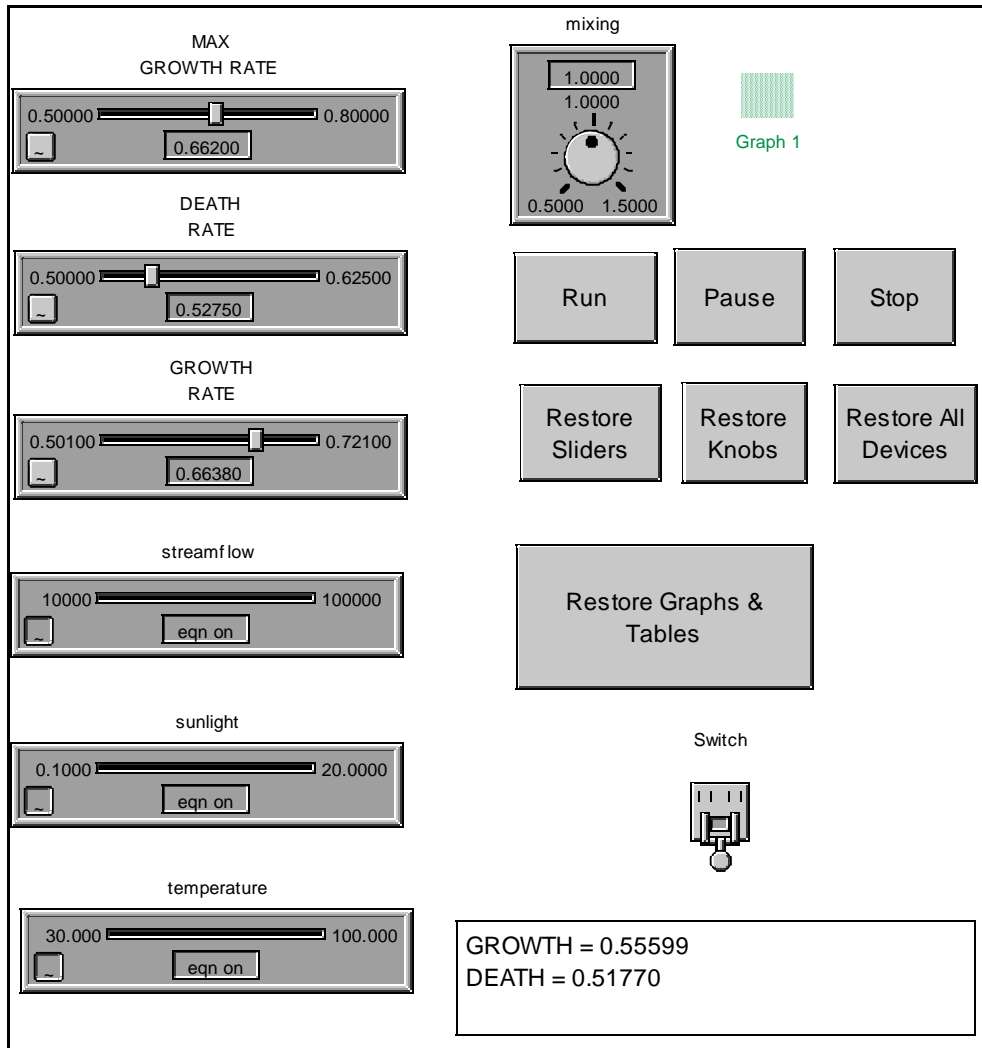 MAX
GROWTH RATE
0.50000 0.80000
~ 0.66200
DEATH
RATE
0.50000 0.62500
~ 0.52750
GROWTH
RATE
0.50100 0.72100
~ 0.66380
streamflow
10000 100000
~ eqn on
sunlight
0.1000 20.0000
~ eqn on
temperature
30.000 100.000
~ eqn on
mixing
1.0000
1.0000
0.5000 1.5000
Graph 1
Run Pause Stop
Restore Restore Restore All
Sliders Knobs Devices
Restore Graphs &
Tables
Switch
GROWTH = 0.55599
DEATH = 0.51770